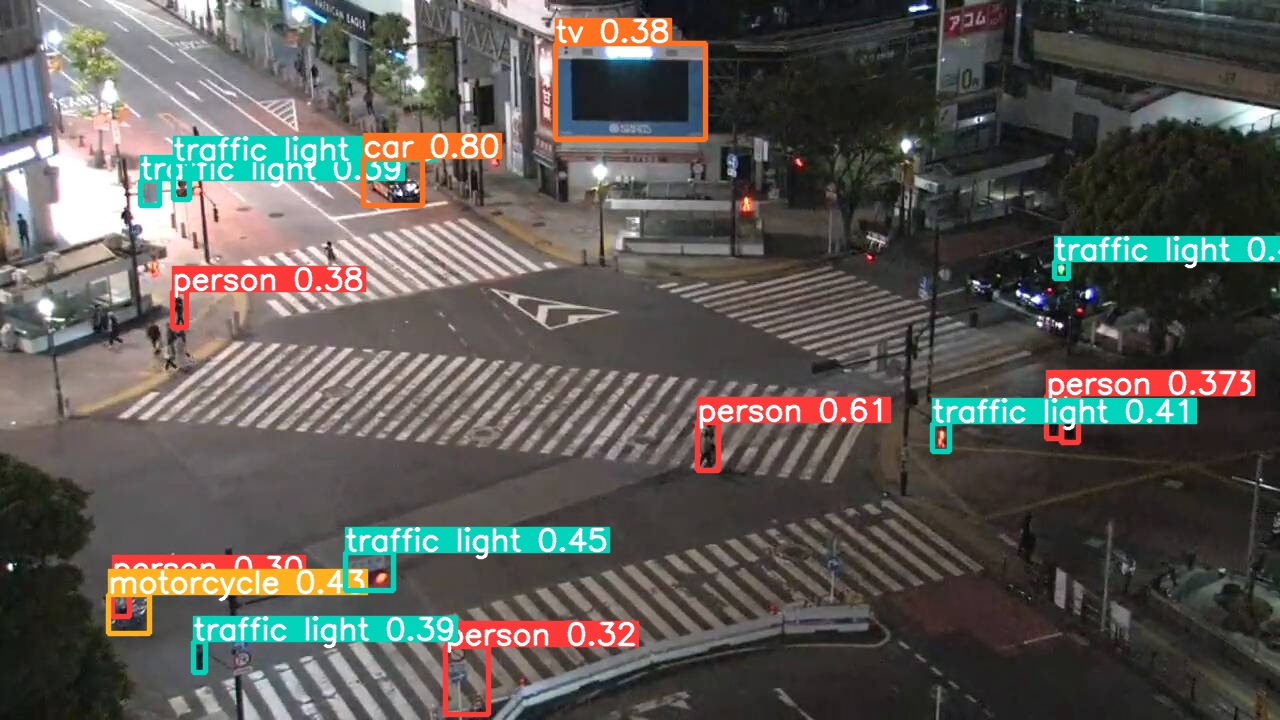 AMERICAN EAGLE
tv 0.38
アコム
0
traffic light
car 0.80
traffic light 0.39
traffic light 0.
person 0.38
person 0.373
person 0.61
traffic light 0.41
traffic light 0.45
person 0.30
motorcycle 0.43
traffic light 0.39
person 0.32